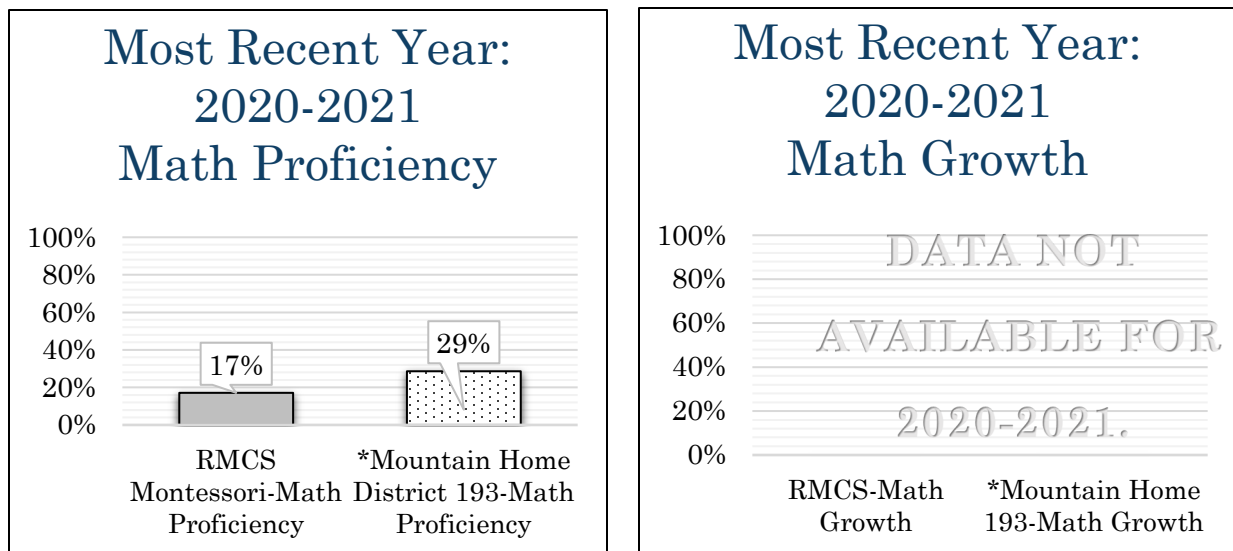 Most Recent Year:
2020-2021
Math Proficiency
100%
80%
60%
40%
20%
0%
17%
29%
RMCS
Montessori-Math
Proficiency
*Mountain Home
District 193-Math
Proficiency
Most Recent Year:
2020-2021
Math Growth
100%
80%
60%
40%
20%
0%
DATA NOT
AVAILABLE FOR
2020-2021.
RMCS-Math
Growth
*Mountain Home
193-Math Growth